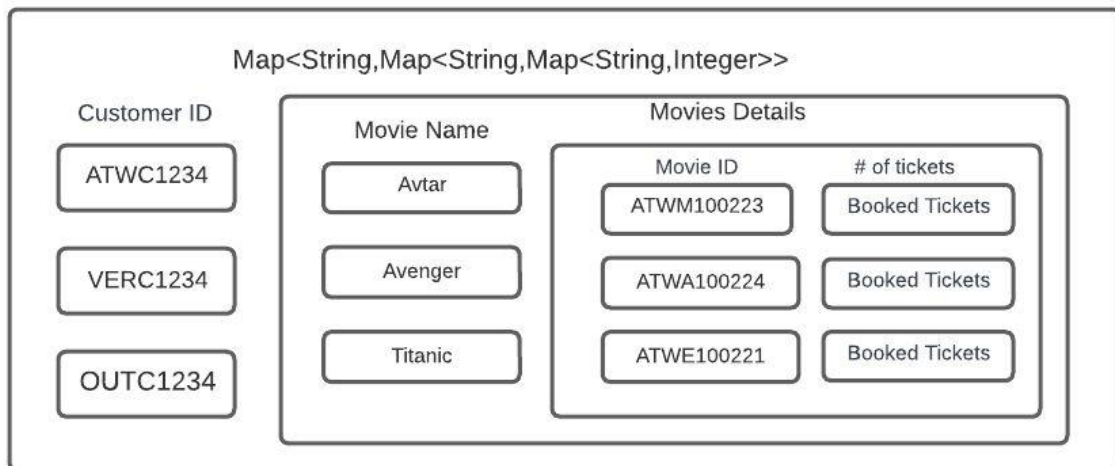 Map<String,Map<String,Map<String,Integer>>
Customer ID
ATWC1234
VERC1234
OUTC1234
Movie Name
Avtar
Avenger
Titanic
Movies Details
Movie ID
# of tickets
ATWM100223
Booked Tickets
ATWA100224
Booked Tickets
ATWE100221
Booked Tickets